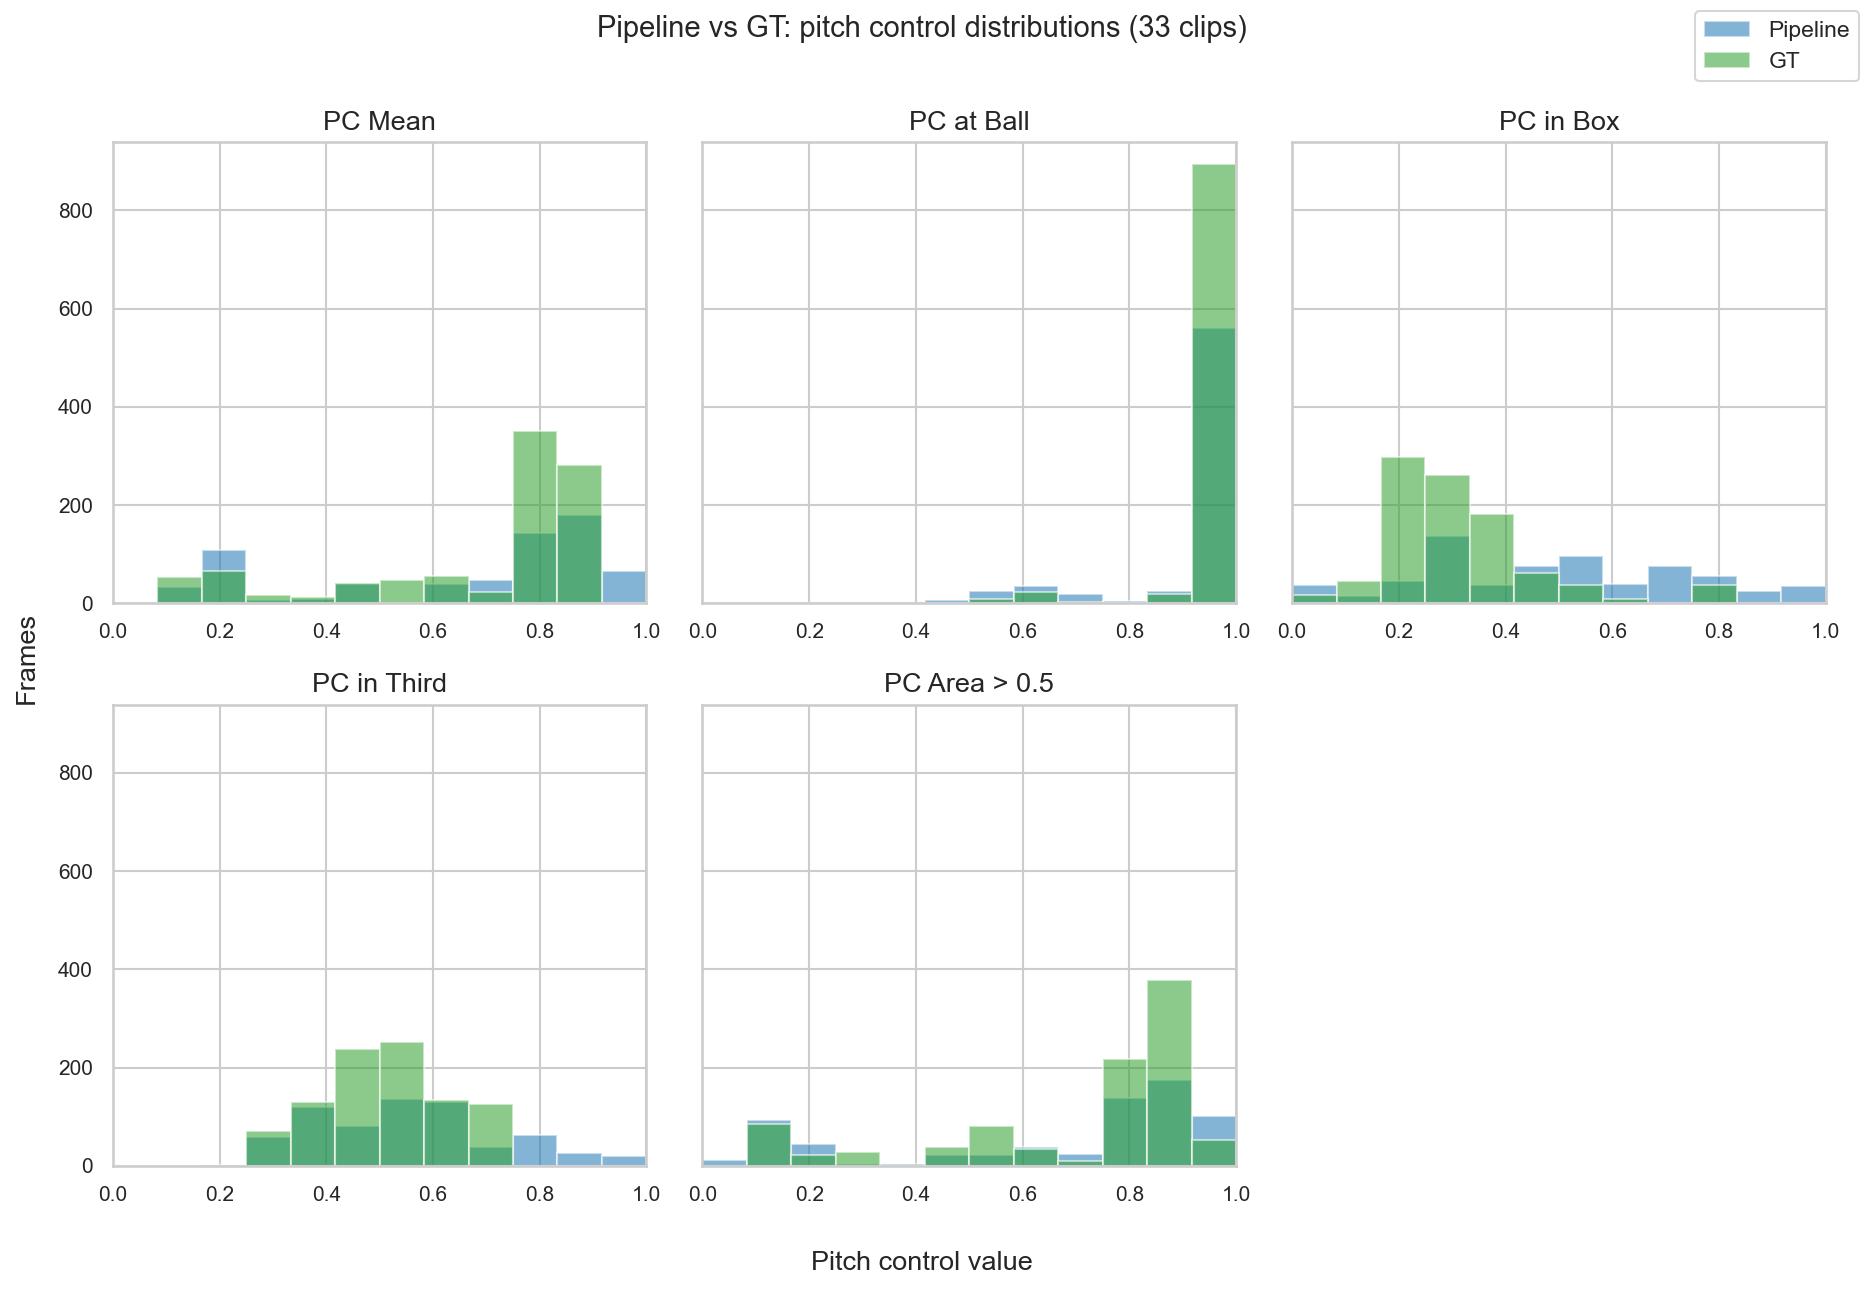 Pipeline vs GT: pitch control distributions (33 clips)
Pipeline
GT
PC Mean
PC at Ball
PC in Box
800
600
400
200
0
0.0 0.2 0.4 0.6 0.8 1.0
0.0 0.2 0.4 0.6 0.8 1.0
0.0 0.2 0.4 0.6 0.8 1.0
Frames
PC in Third
PC Area > 0.5
800
600
400
200
0
0.0 0.2 0.4 0.6 0.8 1.0
0.0 0.2 0.4 0.6 0.8 1.0
Pitch control value